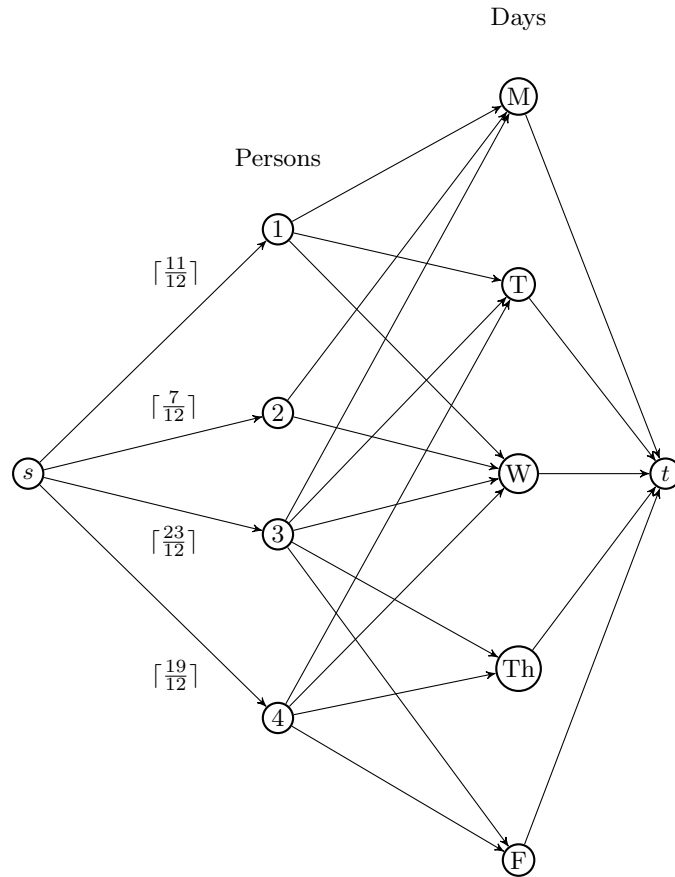 Days
M
Persons
1
⌈11/12⌉
T
⌈7/12⌉
2
s
W
t
3
⌈23/12⌉
Th
⌈19/12⌉
4
F